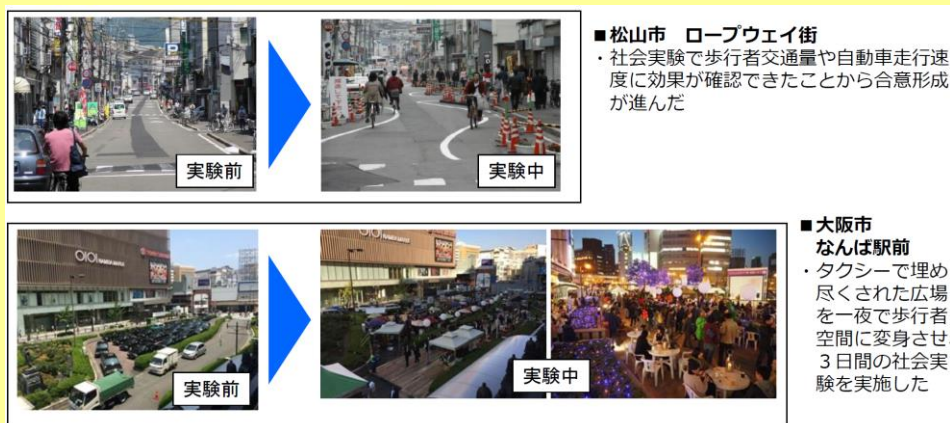 ■松山市　ロープウェイ街
・社会実験で歩行者交通量や自動車走行速
度に効果が確認できたことから合意形成
が進んだ
実験前
実験中
■大阪市
なんば駅前
・タクシーで埋め
尽くされた広場
を一夜で歩行者
空間に変身させ
３日間の社会実
験を実施した
OIOI
実験前
実験中